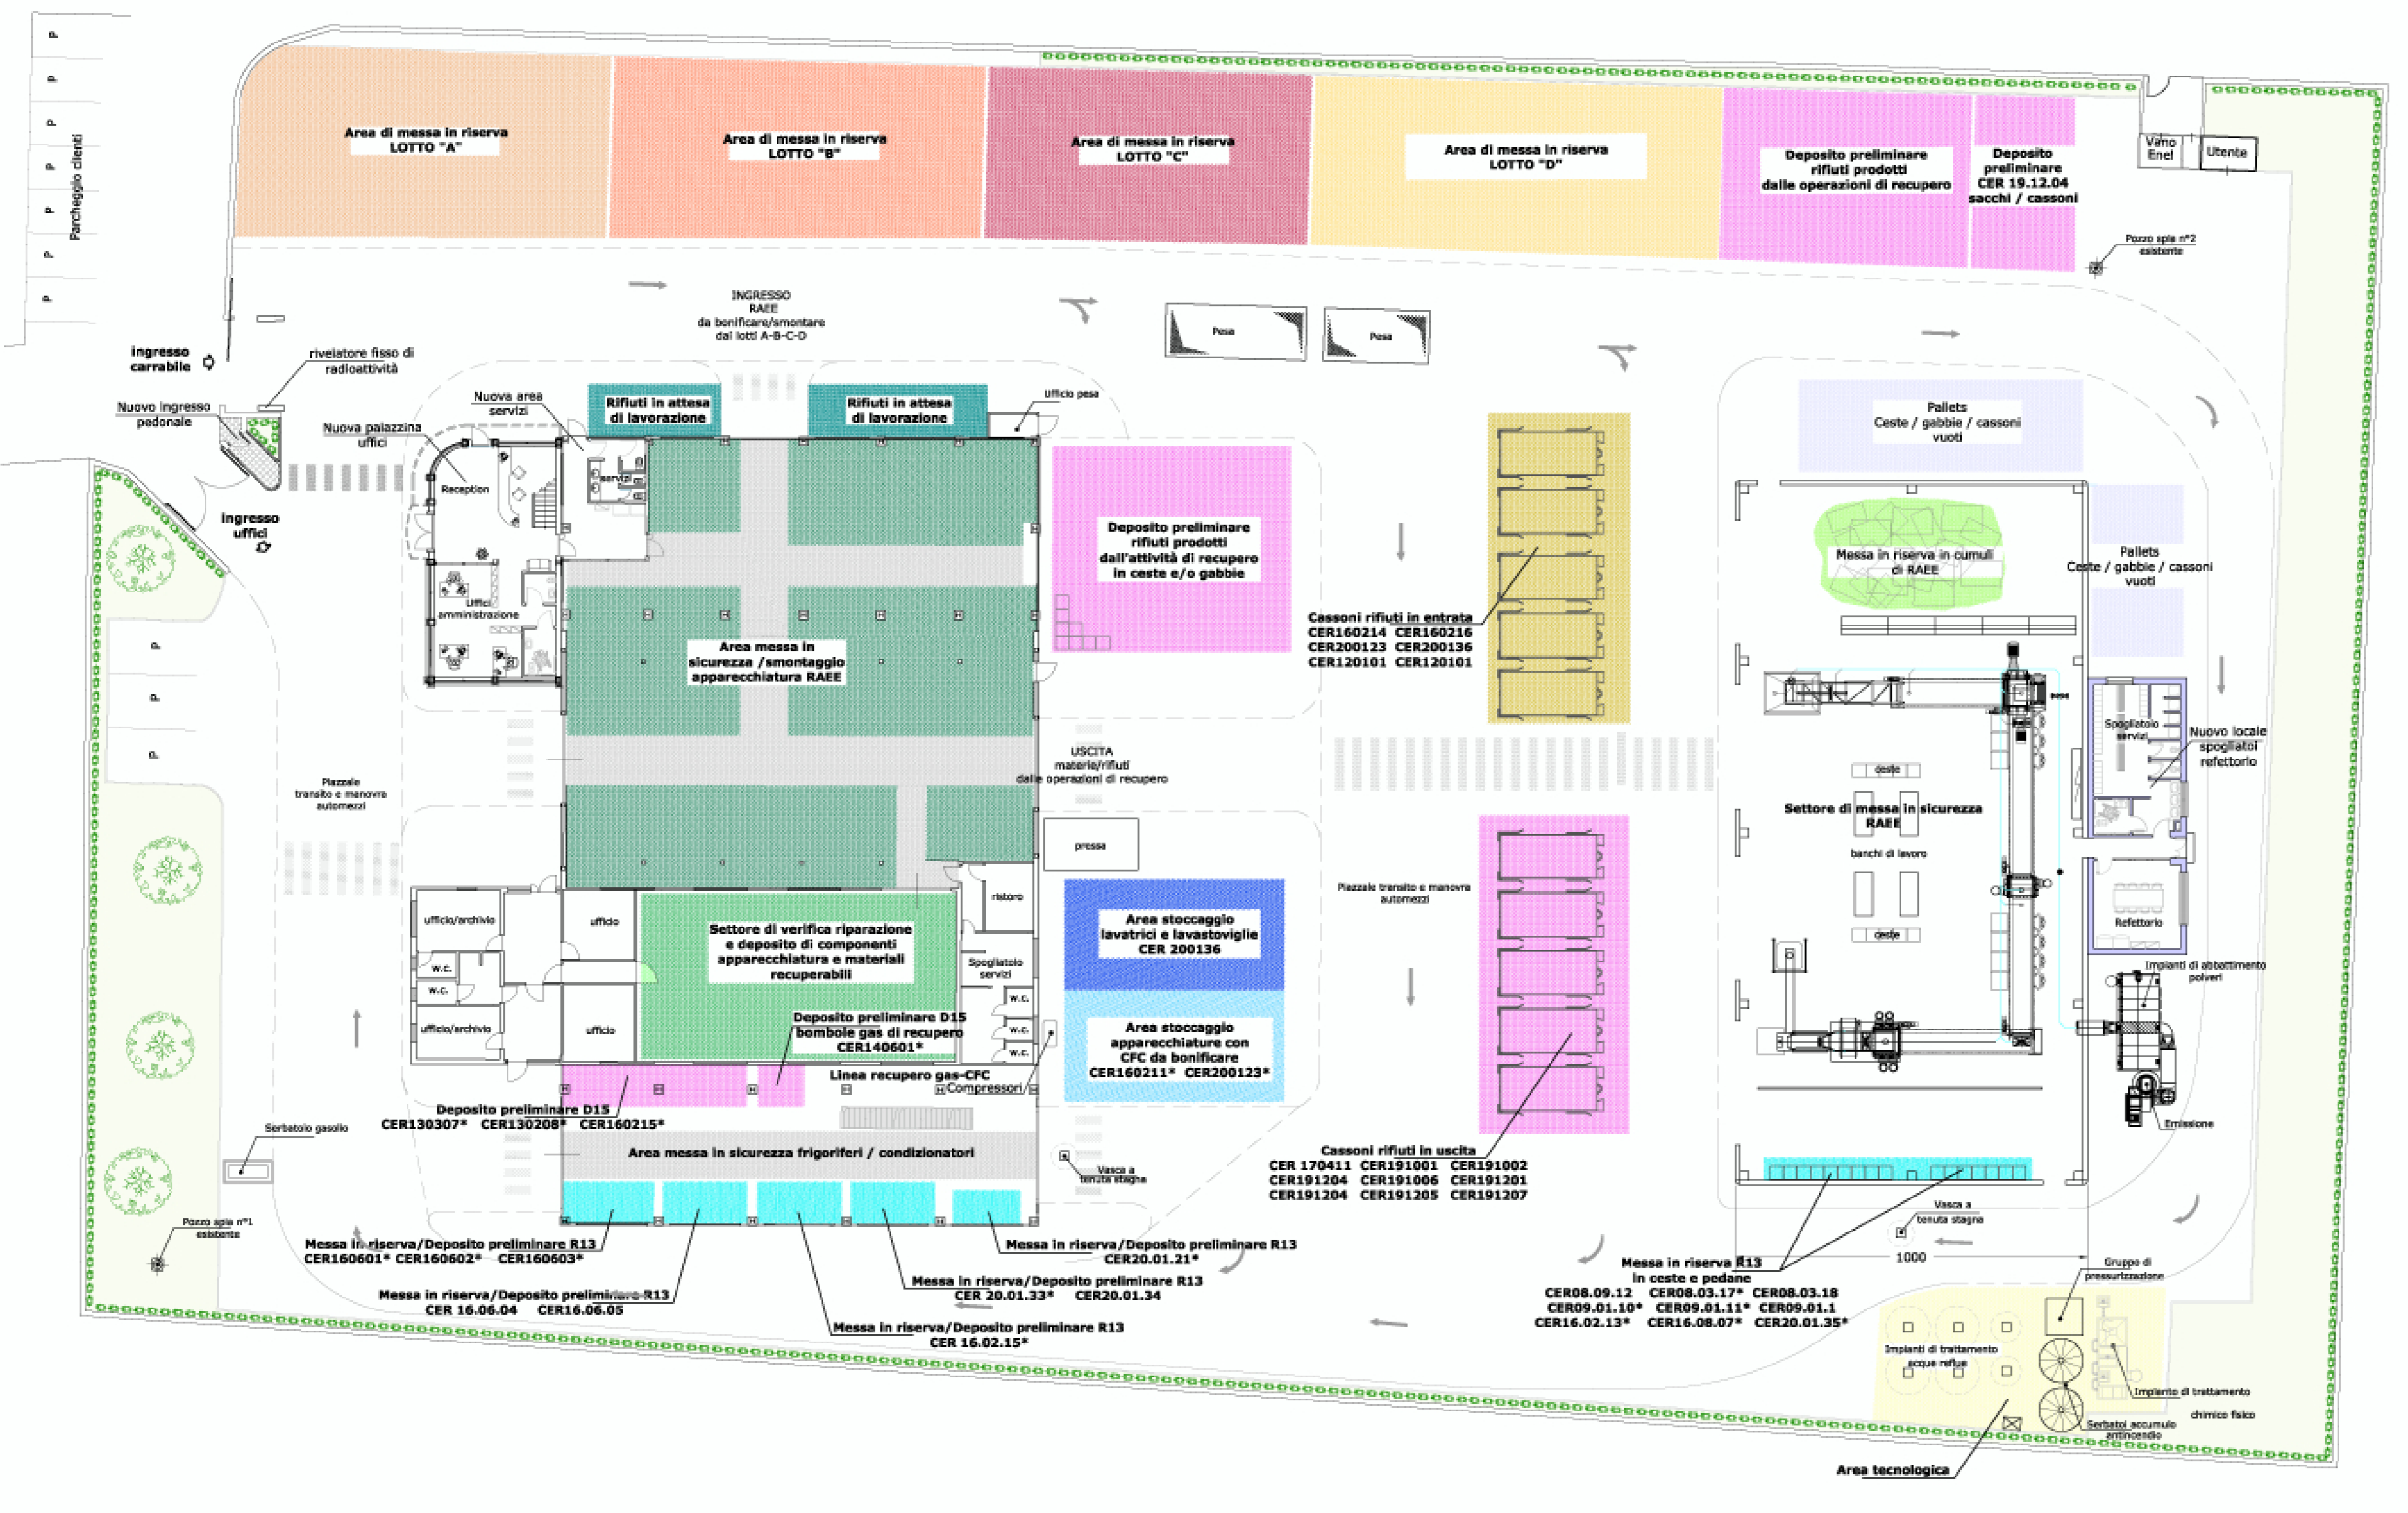 P
P
P
P
P
P
P
Parcheggio clienti
Area di messa in riserva
LOTTO "A"
Area di messa in riserva
LOTTO "B"
Area di messa in riserva
LOTTO "C"
Area di messa in riserva
LOTTO "D"
Deposito preliminare
rifiuti prodotti
dalle operazioni di recupero
Deposito
preliminare
CER 19.12.04
sacchi / cassoni
Vano
Enel
Utente
Pozzo spia n°2
esistente
INGRESSO
RAEE
da bonificare/smontare
dai lotti A-B-C-D
Pesa
Pesa
ingresso
carrabile
rivelatore fisso di
radioattività
Nuovo ingresso
pedonale
Nuova palazzina
uffici
Nuova area
servizi
Rifiuti in attesa
di lavorazione
Rifiuti in attesa
di lavorazione
Ufficio pesa
Pallets
Ceste / gabbie / cassoni
vuoti
Reception
servizi
ingresso
uffici
Deposito preliminare
rifiuti prodotti
dall'attività di recupero
in ceste e/o gabbie
Messa in riserva in cumuli
di RAEE
Pallets
Ceste / gabbie / cassoni
vuoti
Uffici
amministrazione
Cassoni rifiuti in entrata
CER160214 CER160216
CER200123 CER200136
CER120101 CER120101
Area messa in
sicurezza /smontaggio
apparecchiatura RAEE
P
P
P
Spogliatoio
servizi
Nuovo locale
spogliatoi
refettorio
USCITA
materie/rifiuti
dalle operazioni di recupero
Piazzale
transito e manovra
automezzi
ceste
Settore di messa in sicurezza
RAEE
banchi di lavoro
pressa
Piazzale transito e manovra
automezzi
ristoro
ufficio/archivio
ufficio
Settore di verifica riparazione
e deposito di componenti
apparecchiatura e materiali
recuperabili
Area stoccaggio
lavatrici e lavastoviglie
CER 200136
ceste
Refettorio
w.c.
w.c.
Spogliatoio
servizi
w.c.
w.c.
w.c.
Impianti di abbattimento
polveri
ufficio/archivio
ufficio
Deposito preliminare D15
bombole gas di recupero
CER140601*
Area stoccaggio
apparecchiature con
CFC da bonificare
CER160211* CER200123*
Linea recupero gas-CFC
Compressori
Deposito preliminare D15
CER130307* CER130208* CER160215*
Serbatoio gasolio
Emissione
Area messa in sicurezza frigoriferi / condizionatori
Vasca a
tenuta stagna
Cassoni rifiuti in uscita
CER 170411 CER191001 CER191002
CER191204 CER191006 CER191201
CER191204 CER191205 CER191207
Vasca a
tenuta stagna
Pozzo spia n°1
esistente
Messa in riserva/Deposito preliminare R13
CER160601* CER160602* CER160603*
Messa in riserva/Deposito preliminare R13
CER20.01.21*
Messa in riserva/Deposito preliminare R13
CER 16.06.04 CER16.06.05
Messa in riserva/Deposito preliminare R13
CER 20.01.33* CER20.01.34
Messa in riserva/Deposito preliminare R13
CER 16.02.15*
1000
Messa in riserva R13
in ceste e pedane
CER08.09.12 CER08.03.17* CER08.03.18
CER09.01.10* CER09.01.11* CER09.01.1
CER16.02.13* CER16.08.07* CER20.01.35*
Gruppo di
pressurizzazione
Impianti di trattamento
acque reflue
Impianto di trattamento
chimico fisico
Serbatoi accumulo
antincendio
Area tecnologica